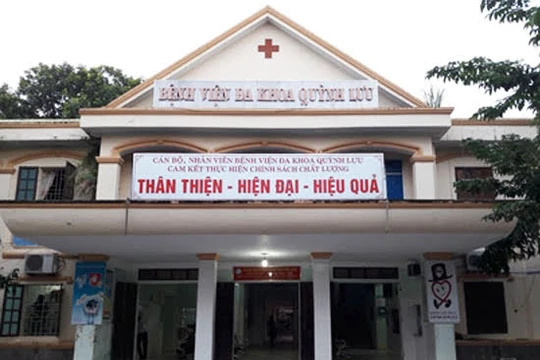 BỆNH VIỆN ĐA KHOA QUỲNH LƯU
CÁN BỘ, NHÂN VIÊN BỆNH VIỆN ĐA KHOA QUỲNH LƯU
CAM KẾT THỰC HIỆN CHÍNH SÁCH CHẤT LƯỢNG
THÂN THIỆN - HIỆN ĐẠI - HIỆU QUẢ